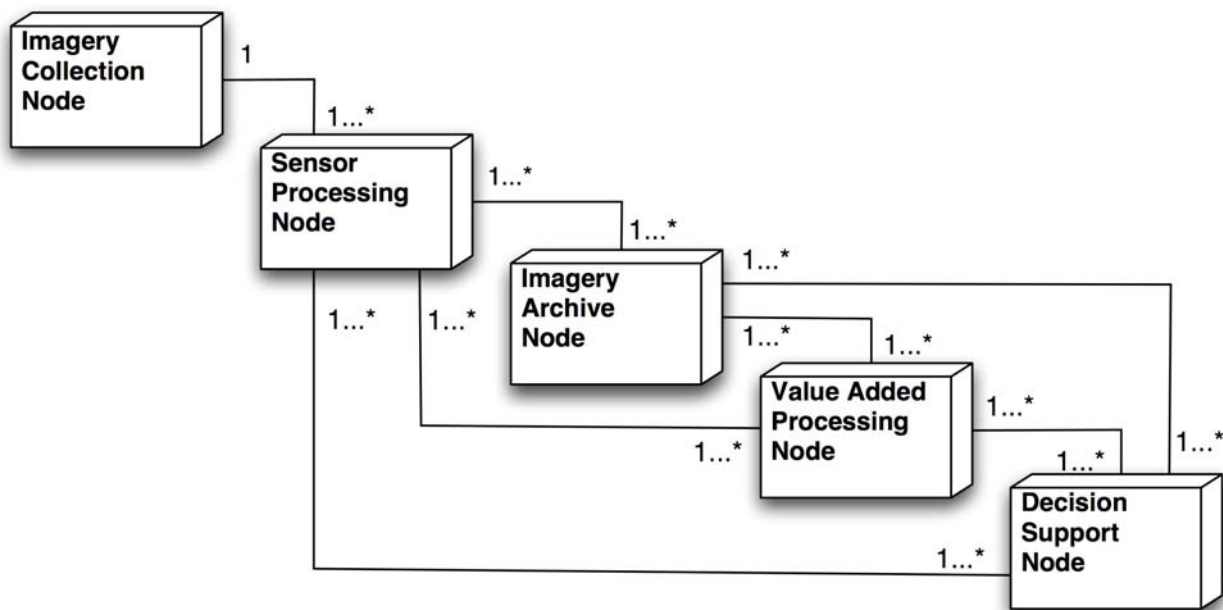 Imagery
Collection
Node
1
1...*
Sensor
Processing
Node
1...*
1...*
1...*
1...*
Imagery
Archive
Node
1...*
1...*
1...*
Value Added
Processing
Node
1...*
1...*
1...*
1...*
Decision
Support
Node
1...*